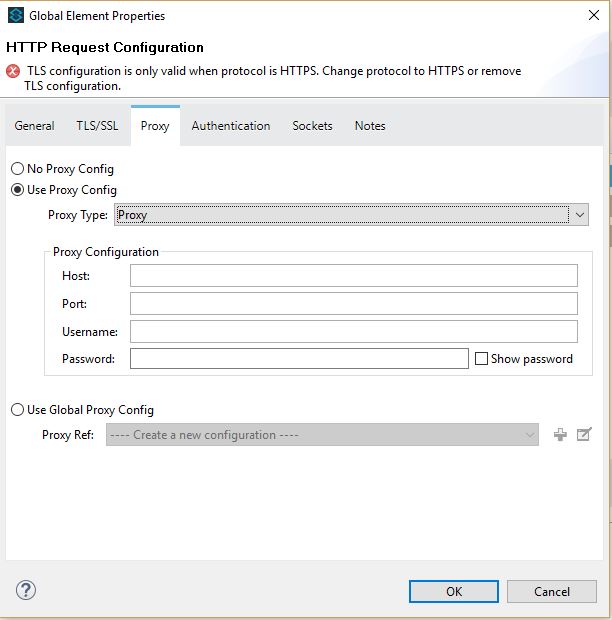 Global Element Properties
HTTP Request Configuration
TLS configuration is only valid when protocol is HTTPS. Change protocol to HTTPS or remove
TLS configuration.
General TLS/SSL Proxy Authentication Sockets Notes
No Proxy Config
Use Proxy Config
Proxy Type: Proxy
Proxy Configuration
Host:
Port:
Username:
Password: Show password
Use Global Proxy Config
Proxy Ref: ---- Create a new configuration ----
? OK Cancel